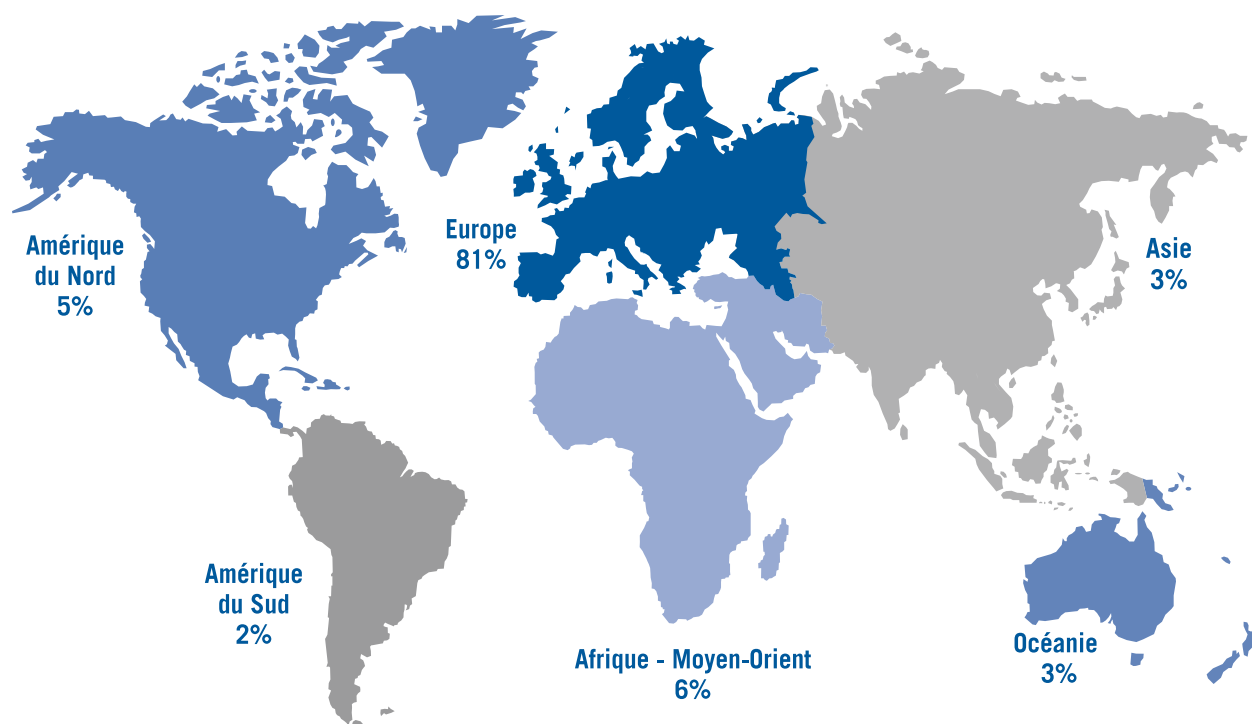 Amérique
du Nord
5%
Europe
81%
Asie
3%
Amérique
du Sud
2%
Afrique - Moyen-Orient
6%
Océanie
3%